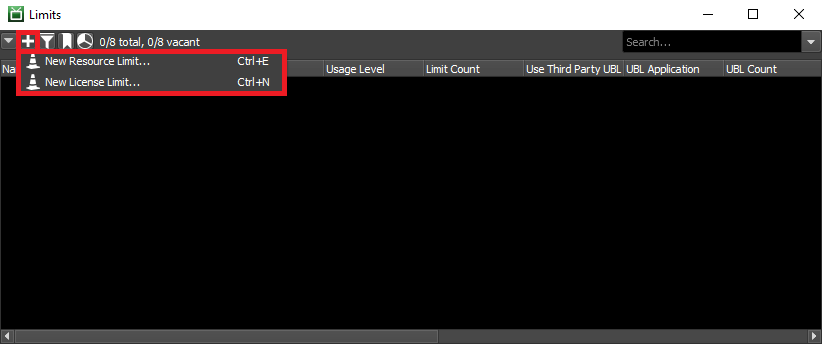 Limits
0/8 total, 0/8 vacant
Search...
New Resource Limit... Ctrl+E
New License Limit... Ctrl+N
Na
Usage Level Limit Count Use Third Party UBL UBL Application UBL Count